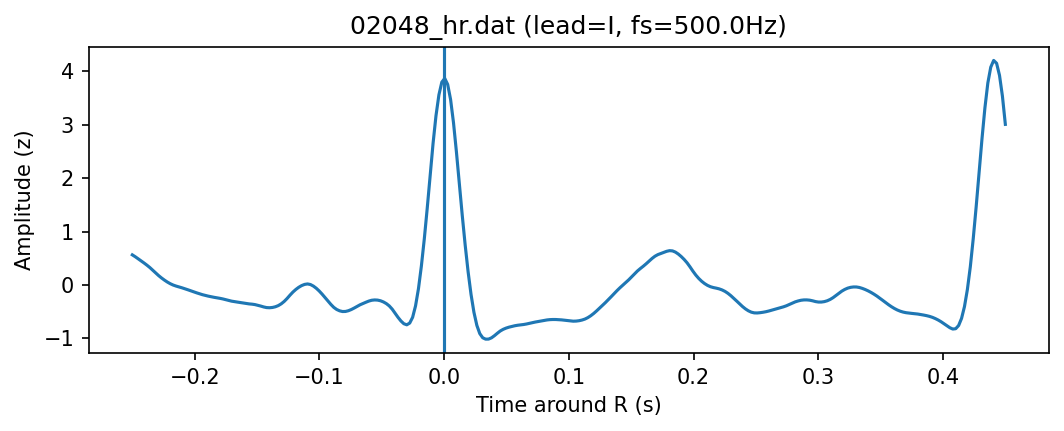 02048_hr.dat (lead=I, fs=500.0Hz)
Amplitude (z)
4
3
2
1
0
−1
−0.2 −0.1 0.0 0.1 0.2 0.3 0.4
Time around R (s)